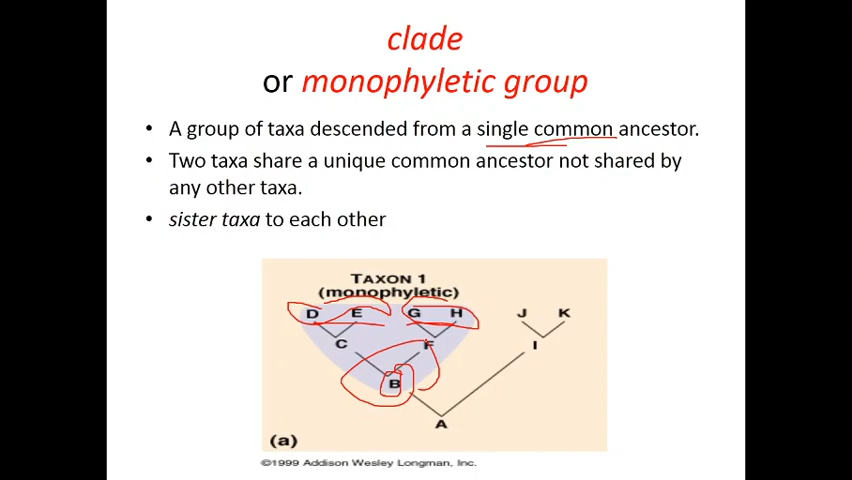 clade
or monophyletic group
• A group of taxa descended from a single common ancestor.
• Two taxa share a unique common ancestor not shared by
any other taxa.
• sister taxa to each other
TAXON 1
(monophyletic)
D E G H J K
C F I
B
A
(a)
©1999 Addison Wesley Longman, Inc.